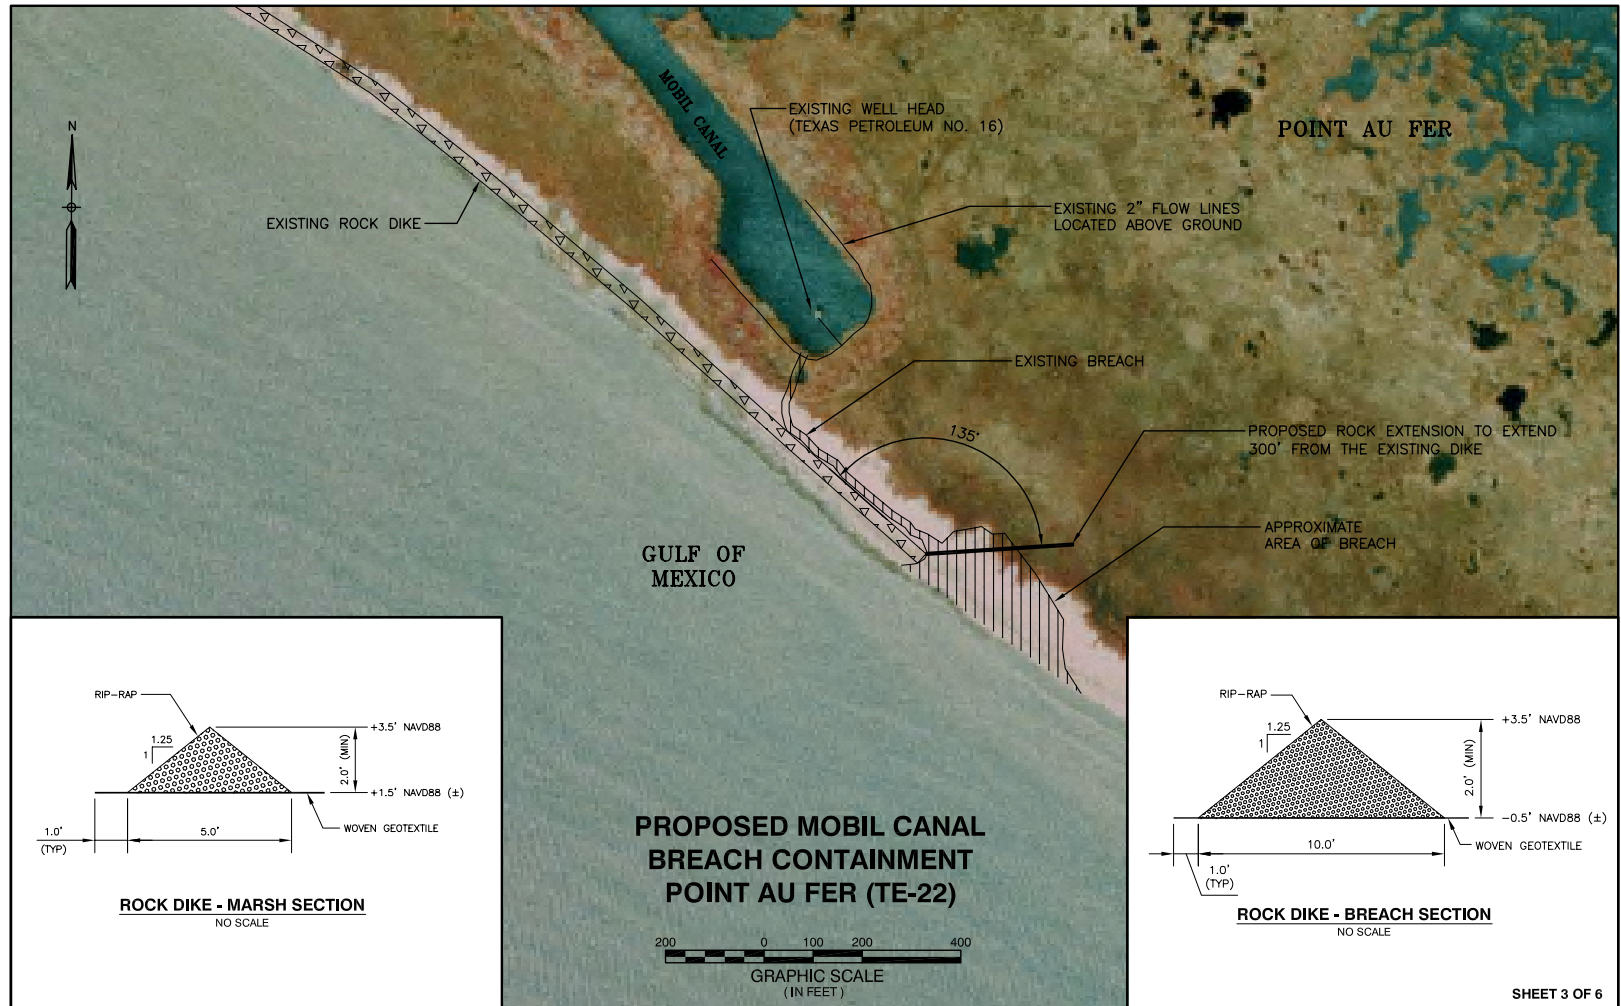 N
MOBIL CANAL
EXISTING WELL HEAD
(TEXAS PETROLEUM NO. 16)
POINT AU FER
EXISTING ROCK DIKE
EXISTING 2" FLOW LINES
LOCATED ABOVE GROUND
EXISTING BREACH
135°
PROPOSED ROCK EXTENSION TO EXTEND
300' FROM THE EXISTING DIKE
APPROXIMATE
AREA OF BREACH
GULF OF
MEXICO
RIP-RAP
1.25
1
+3.5' NAVD88
2.0' (MIN)
+1.5' NAVD88 (±)
WOVEN GEOTEXTILE
1.0'
(TYP)
5.0'
ROCK DIKE - MARSH SECTION
NO SCALE
PROPOSED MOBIL CANAL
BREACH CONTAINMENT
POINT AU FER (TE-22)
200 0 100 200 400
GRAPHIC SCALE
( IN FEET )
RIP-RAP
1.25
1
+3.5' NAVD88
2.0' (MIN)
-0.5' NAVD88 (±)
WOVEN GEOTEXTILE
10.0'
1.0'
(TYP)
ROCK DIKE - BREACH SECTION
NO SCALE
SHEET 3 OF 6